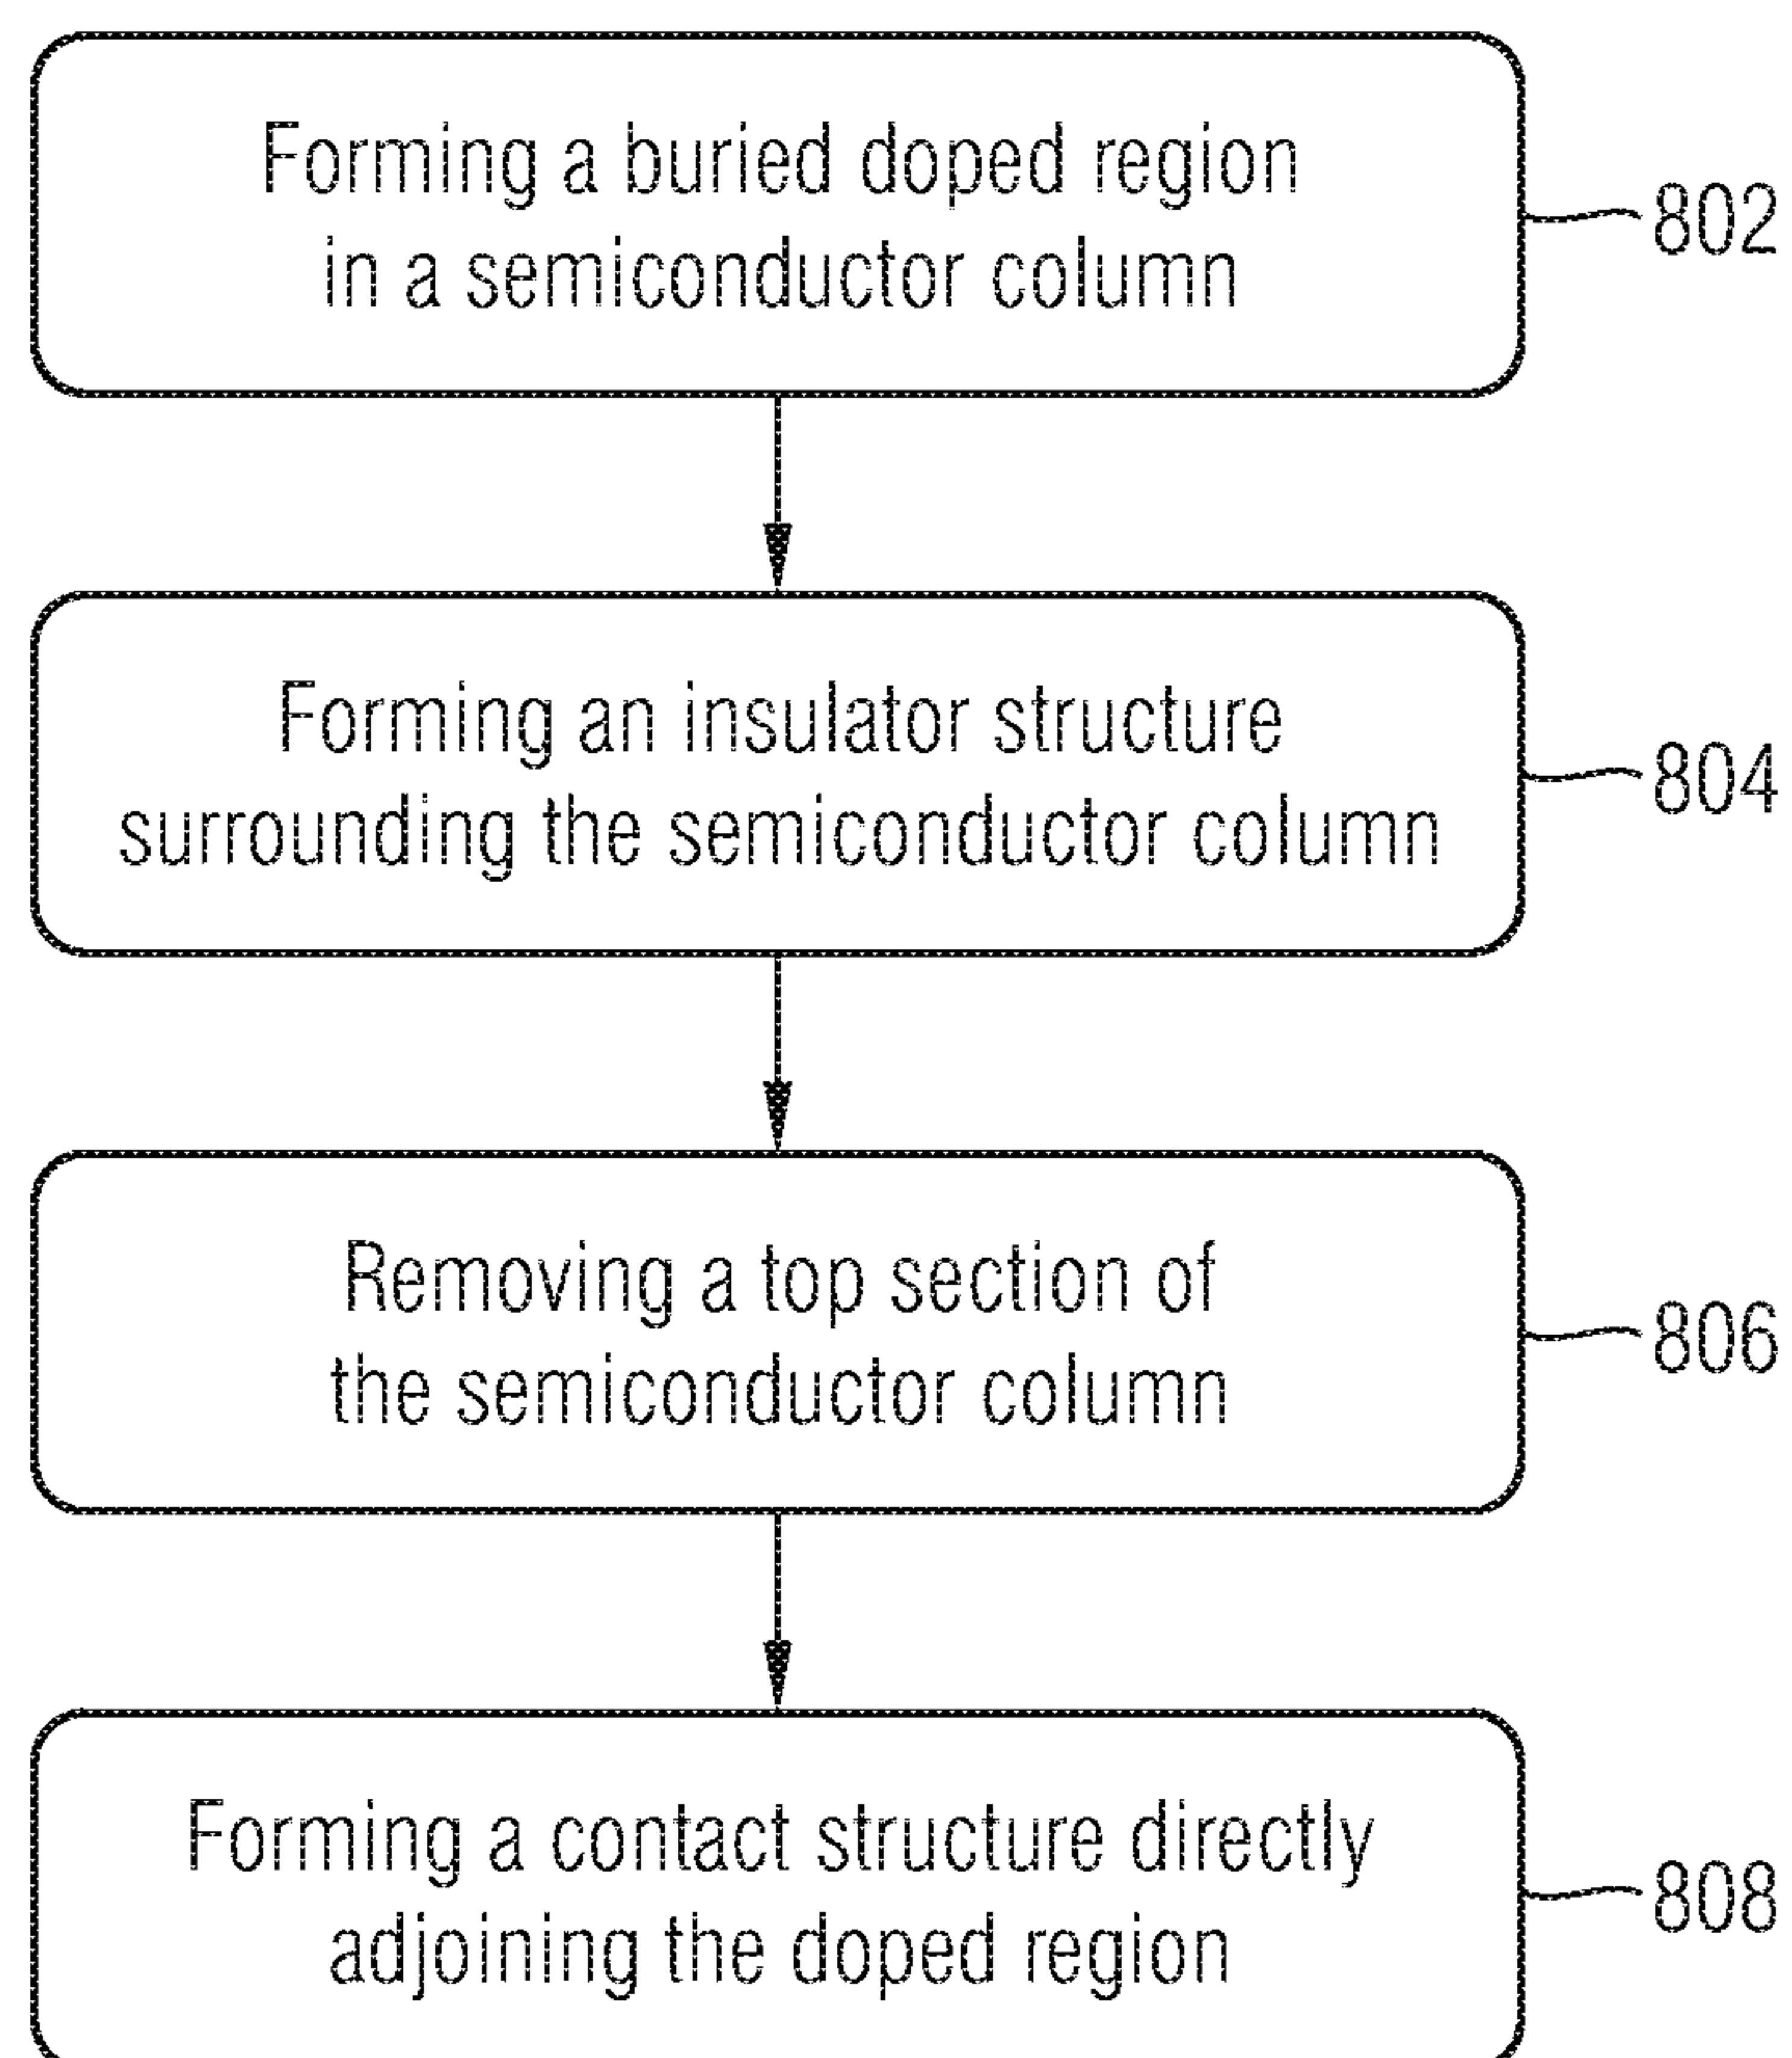 Forming a buried doped region
in a semiconductor column
802
Forming an insulator structure
surrounding the semiconductor column
804
Removing a top section of
the semiconductor column
806
Forming a contact structure directly
adjoining the doped region
808